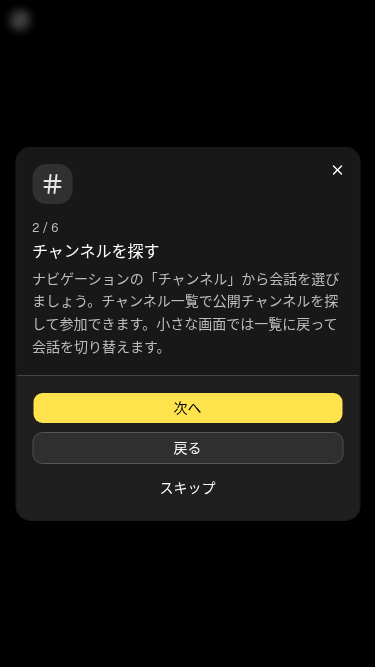 2 / 6
チャンネルを探す
ナビゲーションの「チャンネル」から会話を選び
ましょう。チャンネル一覧で公開チャンネルを探
して参加できます。小さな画面では一覧に戻って
会話を切り替えます。
次へ
戻る
スキップ